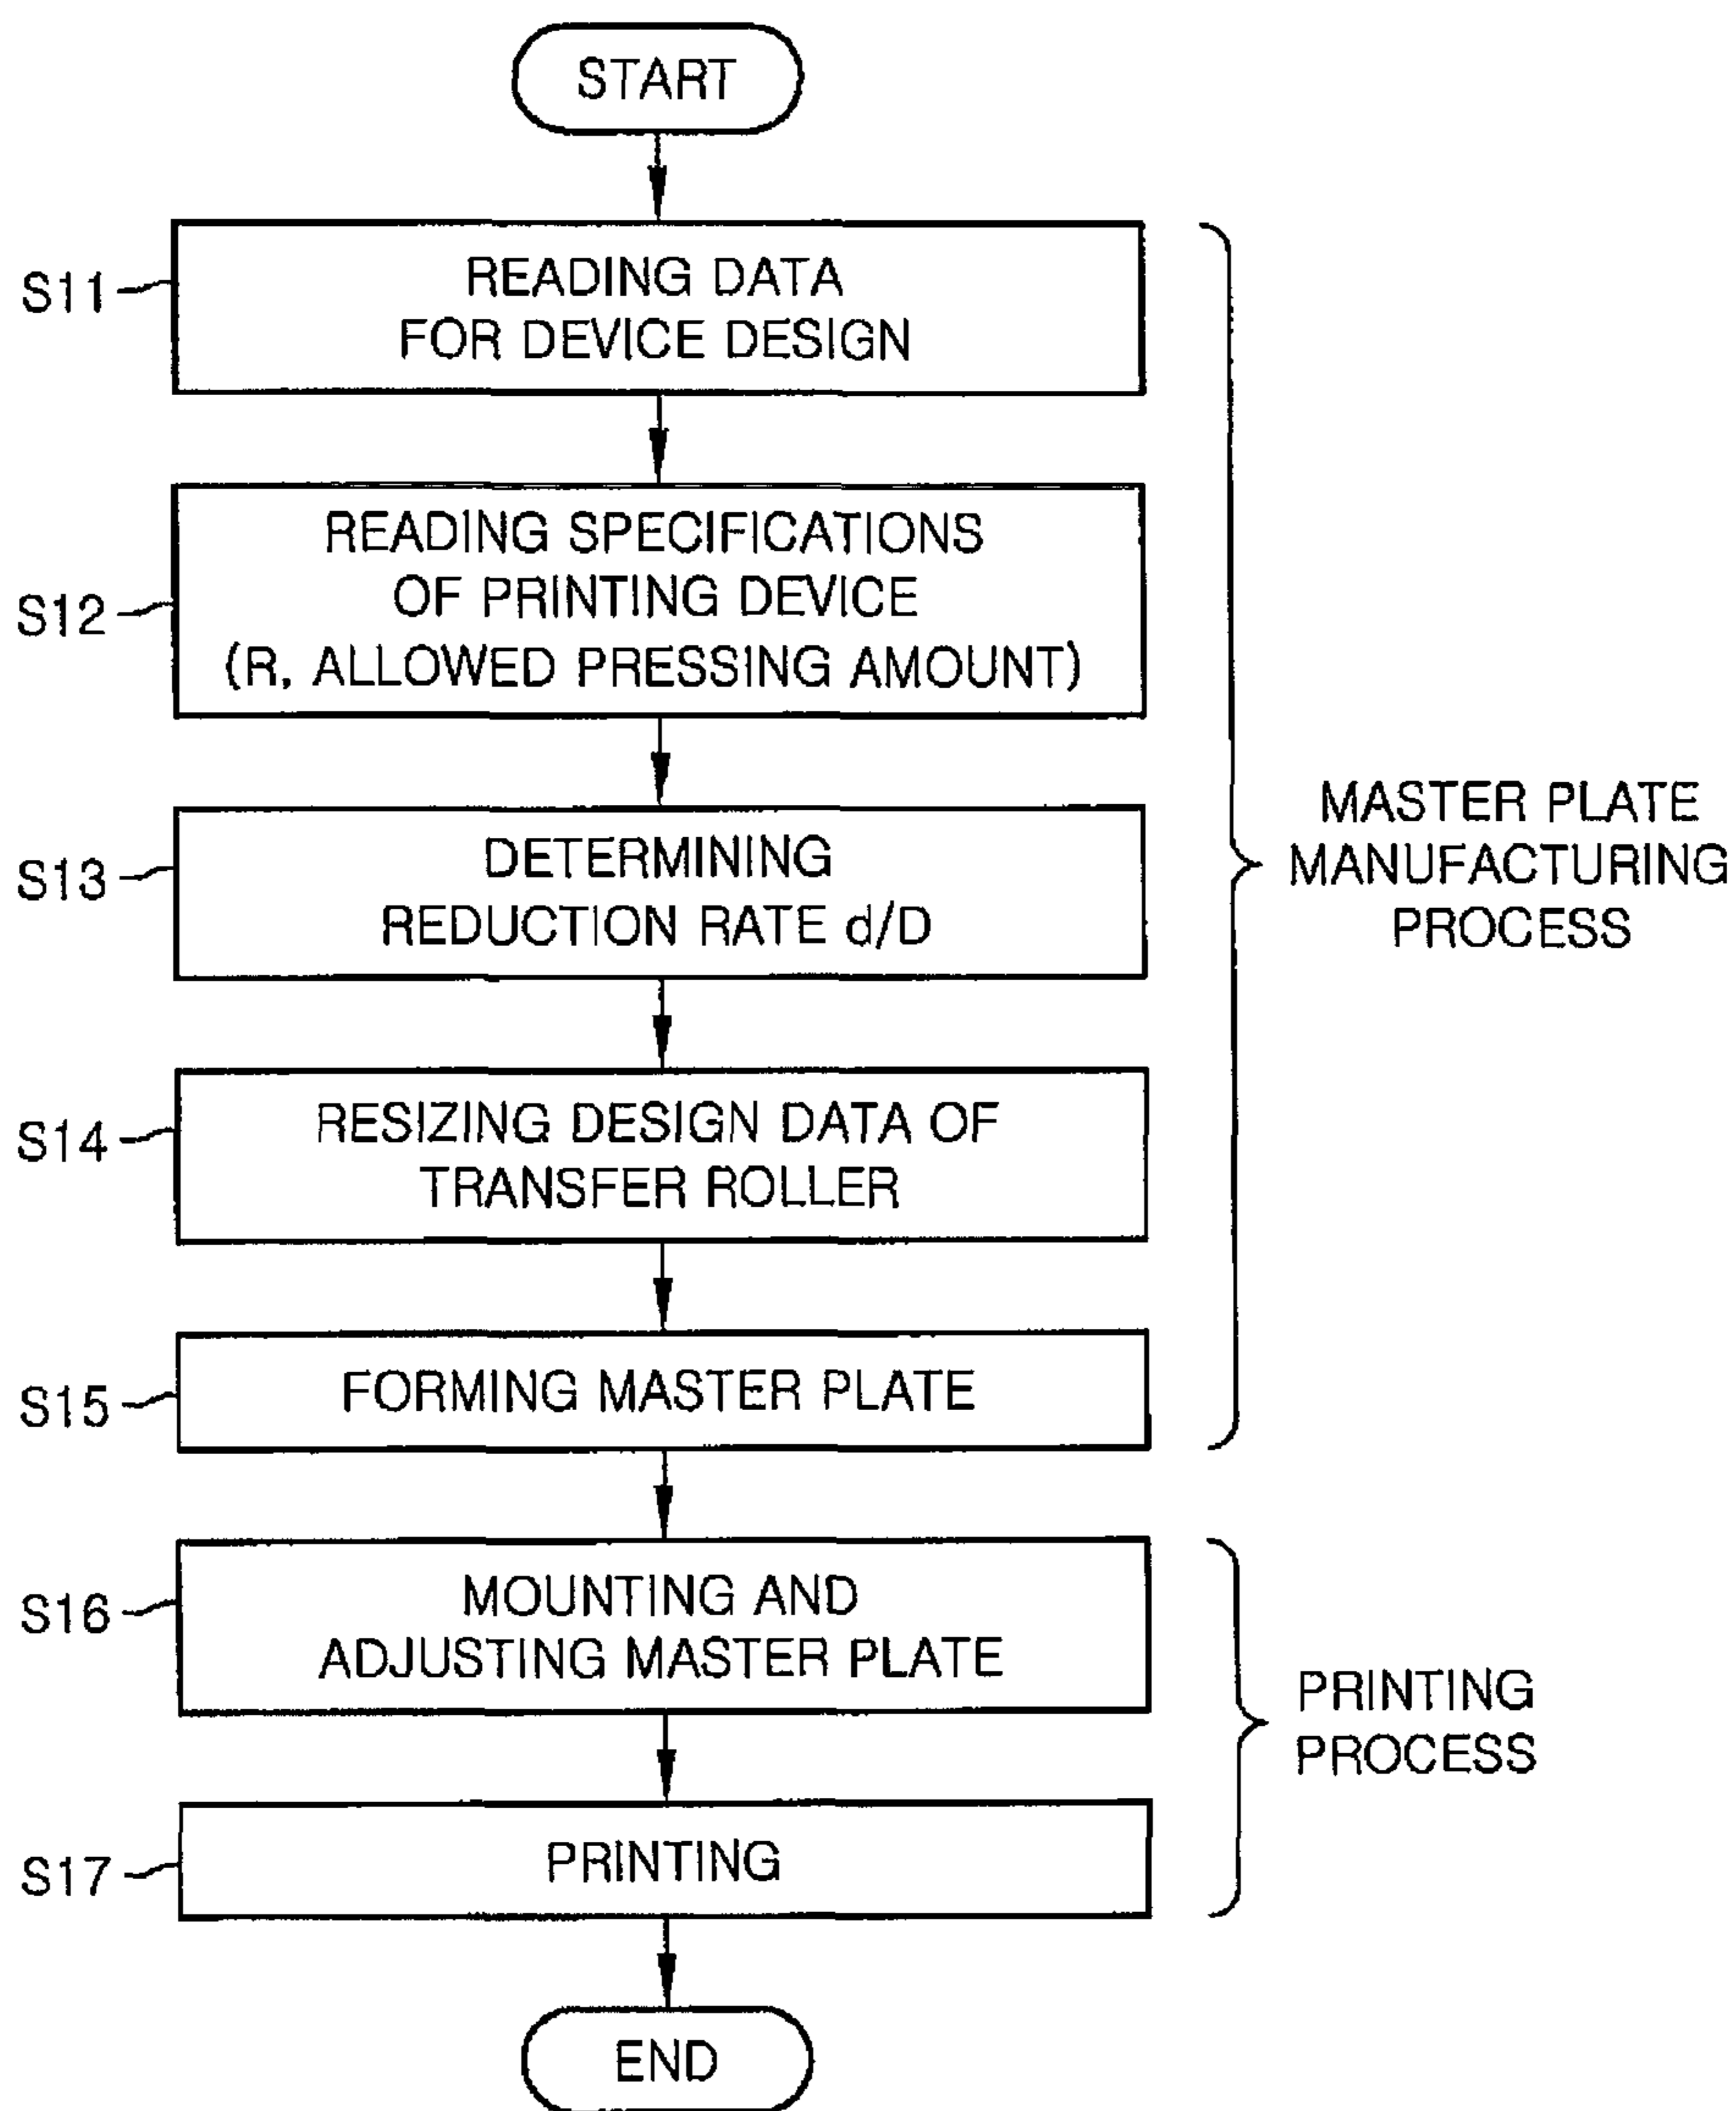 START
S11
READING DATA
FOR DEVICE DESIGN
S12
READING SPECIFICATIONS
OF PRINTING DEVICE
(R, ALLOWED PRESSING AMOUNT)
S13
DETERMINING
REDUCTION RATE d/D
S14
RESIZING DESIGN DATA OF
TRANSFER ROLLER
S15
FORMING MASTER PLATE
MASTER PLATE
MANUFACTURING
PROCESS
S16
MOUNTING AND
ADJUSTING MASTER PLATE
S17
PRINTING
PRINTING
PROCESS
END